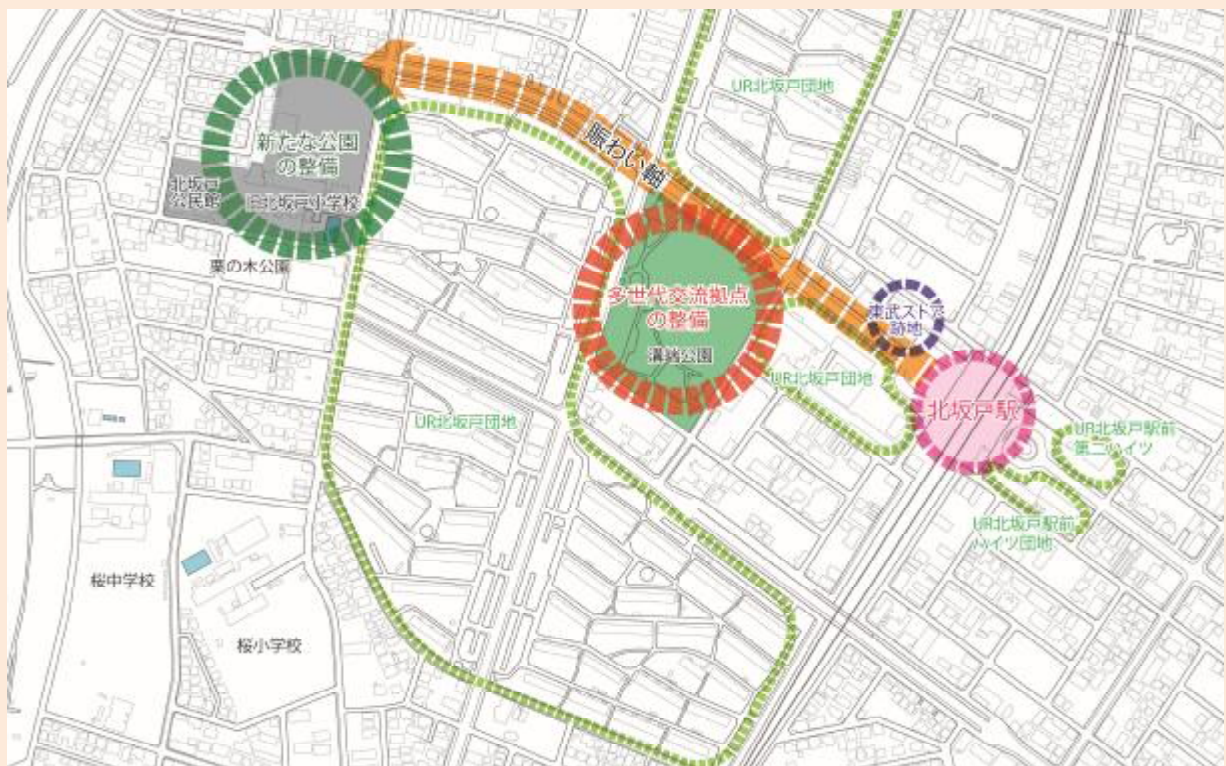 UR北坂戸団地
賑わい軸
新たな公園
の整備
北坂戸
公民館
旧北坂戸小学校
栗の木公園
多世代交流拠点
の整備
溝端公園
東武ストア
跡地
UR北坂戸団地
北坂戸駅
UR北坂戸団地
UR北坂戸駅前
第二ハイツ
UR北坂戸駅前
ハイツ団地
桜中学校
桜小学校